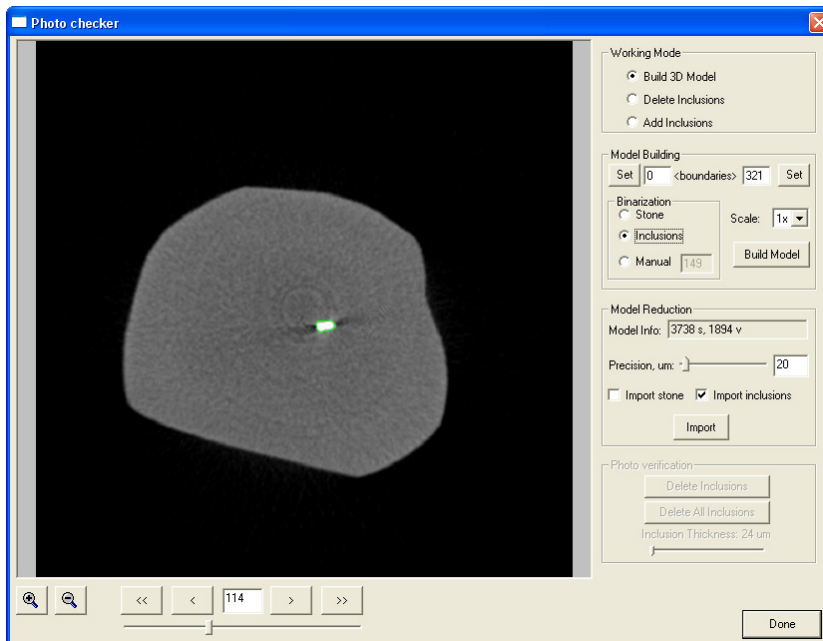 Photo checker
Working Mode
Build 3D Model
Delete Inclusions
Add Inclusions
Model Building
Set 0 <boundaries> 321 Set
Binarization
Stone
Inclusions
Manual 149
Scale: 1x
Build Model
Model Reduction
Model Info: 3738 s, 1894 v
Precision, um: 20
Import stone Import inclusions
Import
Photo verification
Delete Inclusions
Delete All Inclusions
Inclusion Thickness: 24 um
<< < 114 > >>
Done